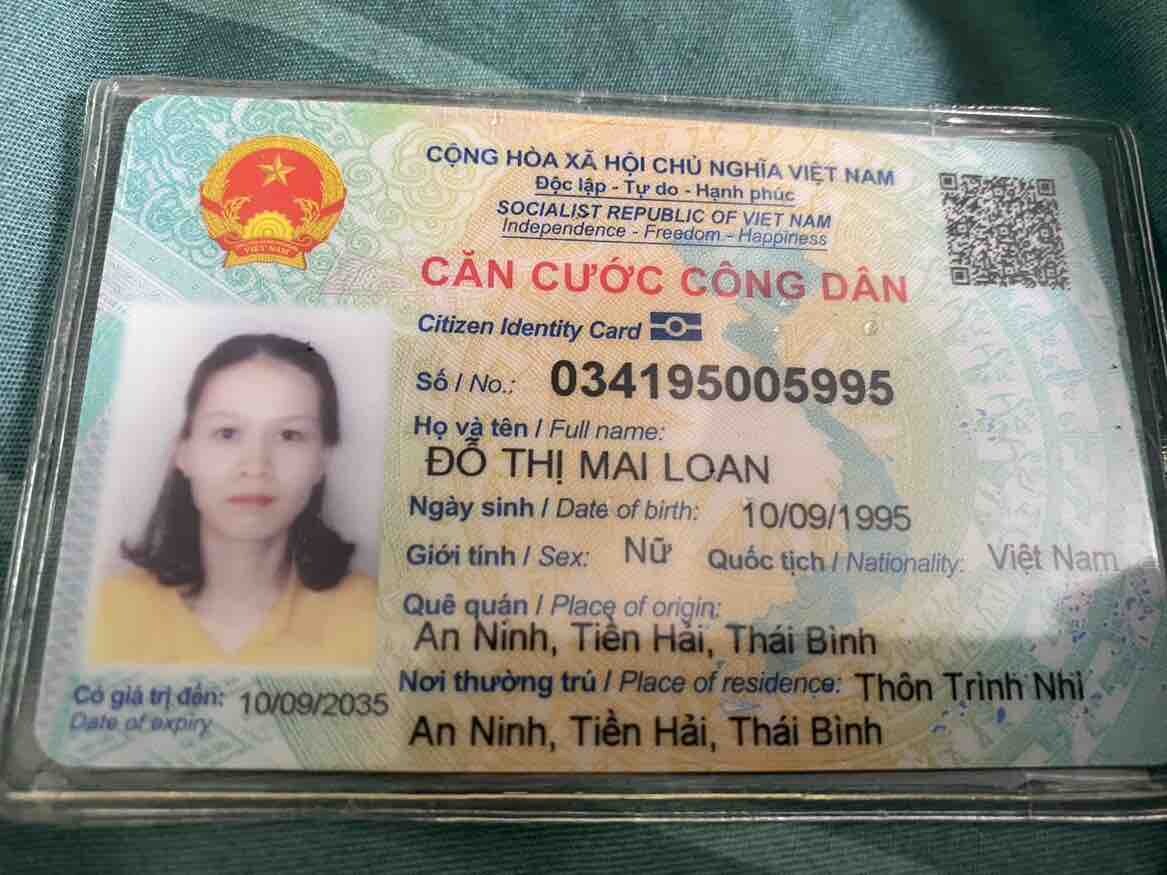 CỘNG HÒA XÃ HỘI CHỦ NGHĨA VIỆT NAM
Độc lập - Tự do - Hạnh phúc
SOCIALIST REPUBLIC OF VIET NAM
Independence - Freedom - Happiness
CĂN CƯỚC CÔNG DÂN
Citizen Identity Card
Số / No.: 034195005995
Họ và tên / Full name:
ĐỖ THỊ MAI LOAN
Ngày sinh / Date of birth: 10/09/1995
Giới tính / Sex: Nữ Quốc tịch / Nationality: Việt Nam
Quê quán / Place of origin:
An Ninh, Tiền Hải, Thái Bình
Nơi thường trú / Place of residence: Thôn Trình Nhì
An Ninh, Tiền Hải, Thái Bình
Có giá trị đến: 10/09/2035
Date of expiry
VIET NAM